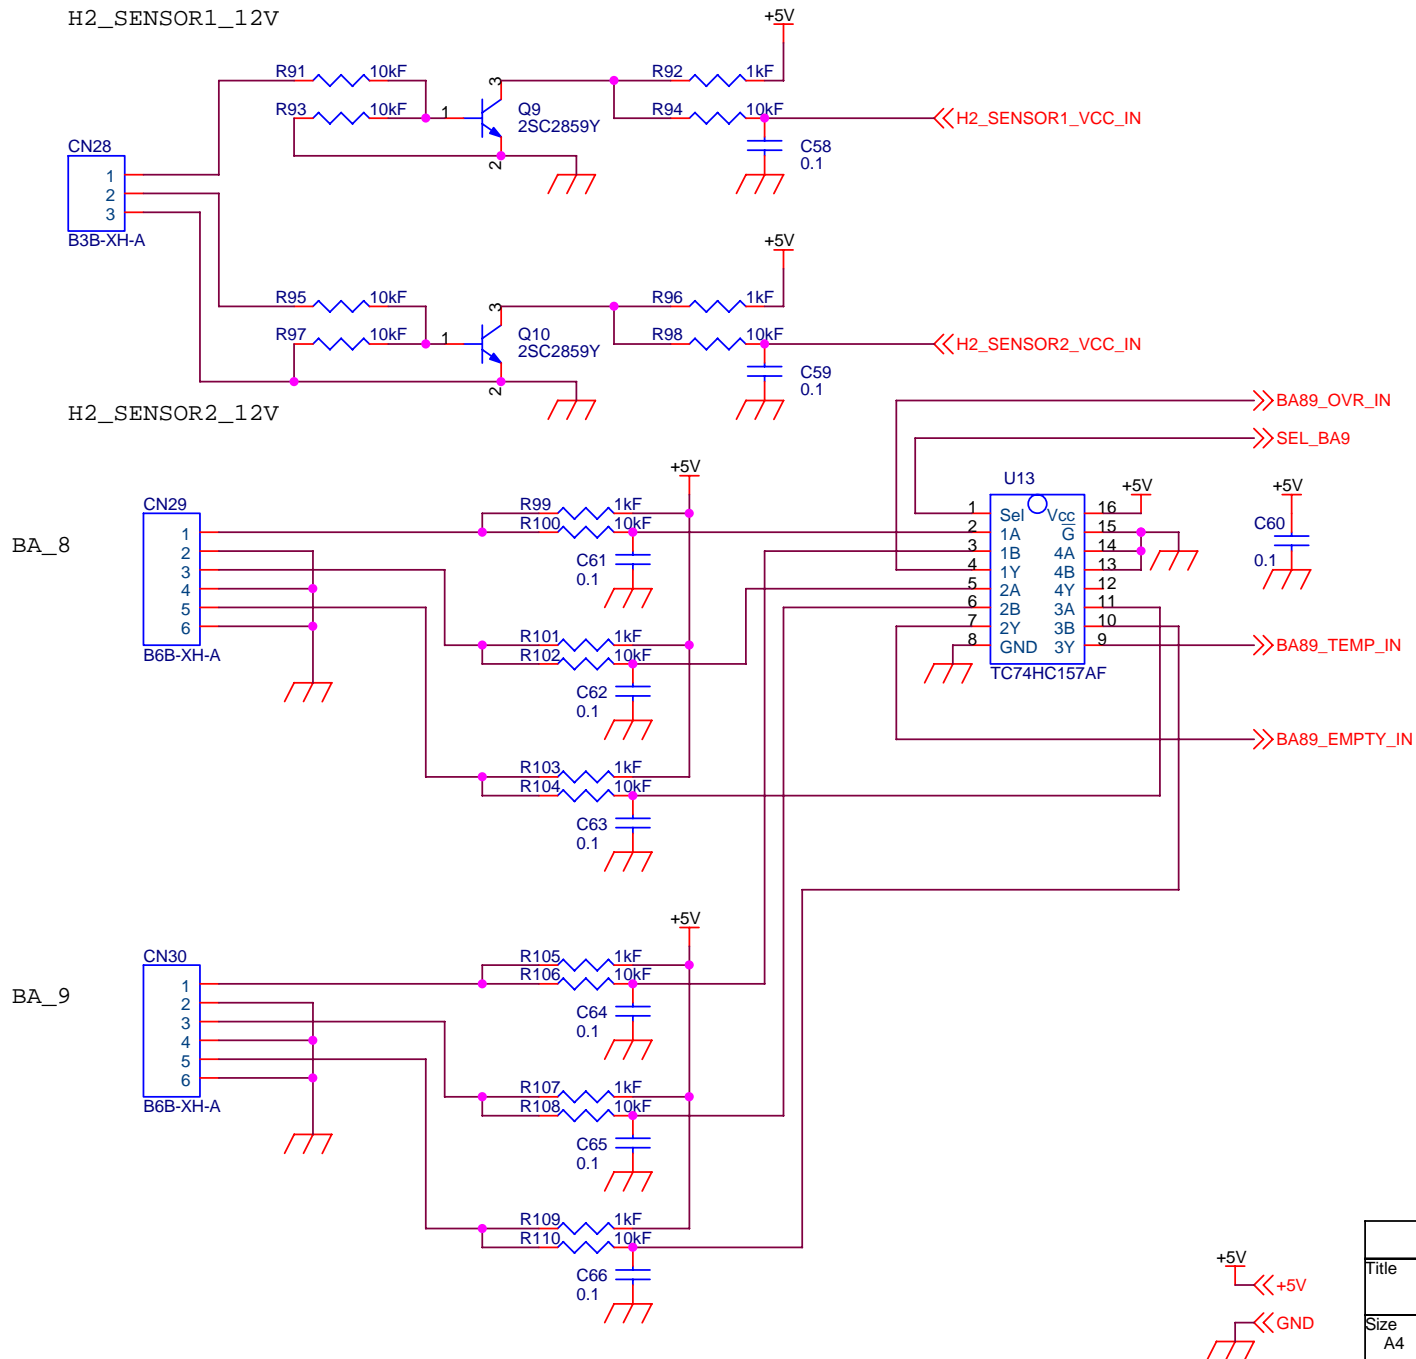 H2_SENSOR1_12V
+5V
R91 10kF
R92 1kF
R93 10kF
R94 10kF
3
1
2
Q9
2SC2859Y
H2_SENSOR1_VCC_IN
C58
0.1
CN28
1
2
3
B3B-XH-A
+5V
R95 10kF
R96 1kF
R97 10kF
R98 10kF
3
1
2
Q10
2SC2859Y
H2_SENSOR2_VCC_IN
C59
0.1
H2_SENSOR2_12V
BA89_OVR_IN
SEL_BA9
BA_8
CN29
1
2
3
4
5
6
B6B-XH-A
+5V
R99 1kF
R100 10kF
C61
0.1
R101 1kF
R102 10kF
C62
0.1
R103 1kF
R104 10kF
C63
0.1
U13
+5V
1 Sel Vcc 16
2 1A G 15
3 1B 4A 14
4 1Y 4B 13
5 2A 4Y 12
6 2B 3A 11
7 2Y 3B 10
8 GND 3Y 9
TC74HC157AF
+5V
C60
0.1
BA89_TEMP_IN
BA89_EMPTY_IN
BA_9
CN30
1
2
3
4
5
6
B6B-XH-A
+5V
R105 1kF
R106 10kF
C64
0.1
R107 1kF
R108 10kF
C65
0.1
R109 1kF
R110 10kF
C66
0.1
+5V
+5V
GND
Title
Size
A4